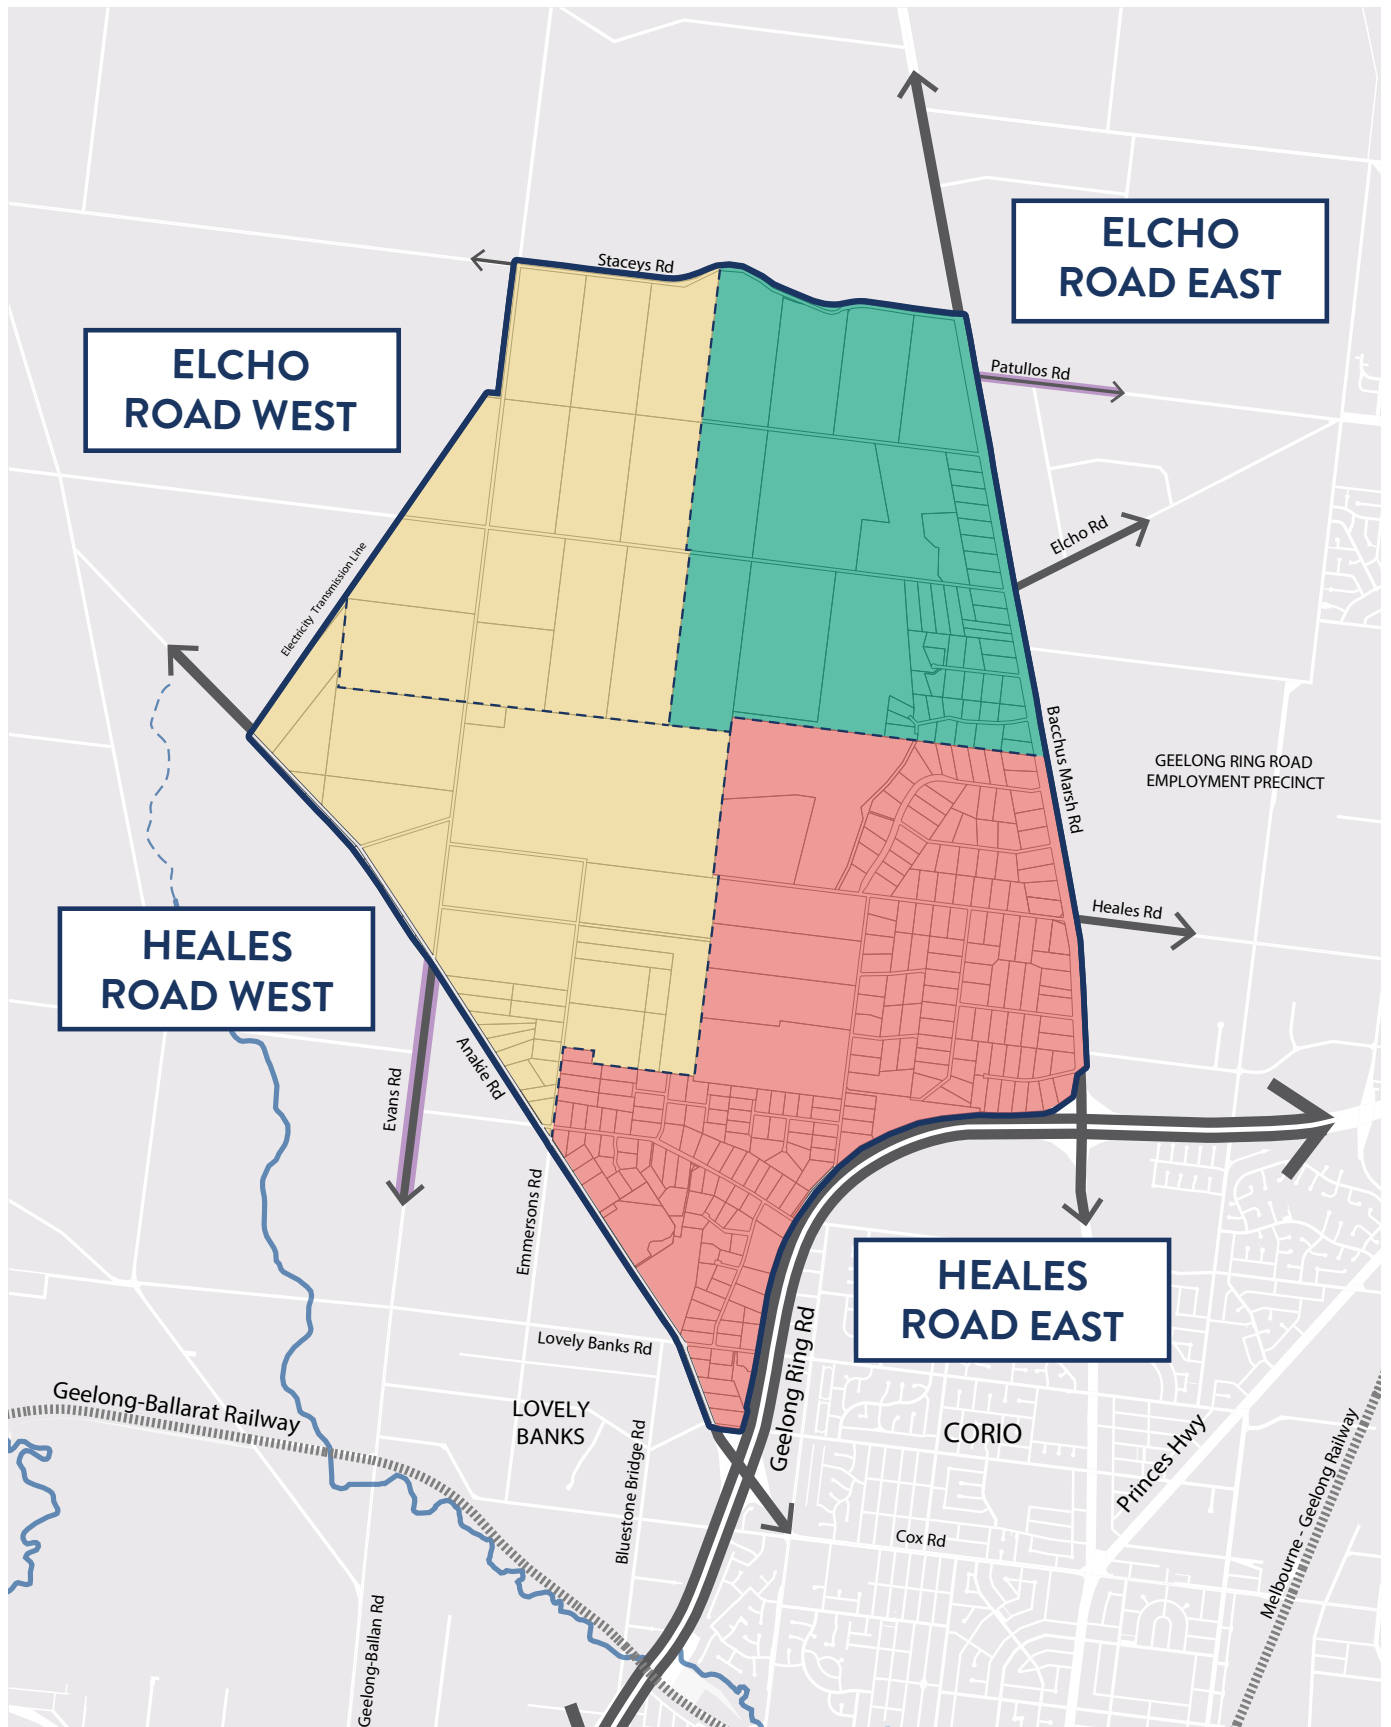 ELCHO
ROAD EAST
Staceys Rd
Patullos Rd
ELCHO
ROAD WEST
Elcho Rd
Electricity Transmission Line
Bacchus Marsh Rd
GEELONG RING ROAD
EMPLOYMENT PRECINCT
Heales Rd
HEALES
ROAD WEST
Anakie Rd
Evans Rd
Emmersons Rd
HEALES
ROAD EAST
Lovely Banks Rd
Geelong Ring Rd
Geelong-Ballarat Railway
LOVELY
BANKS
CORIO
Princes Hwy
Bluestone Bridge Rd
Cox Rd
Melbourne - Geelong Railway
Geelong-Ballan Rd